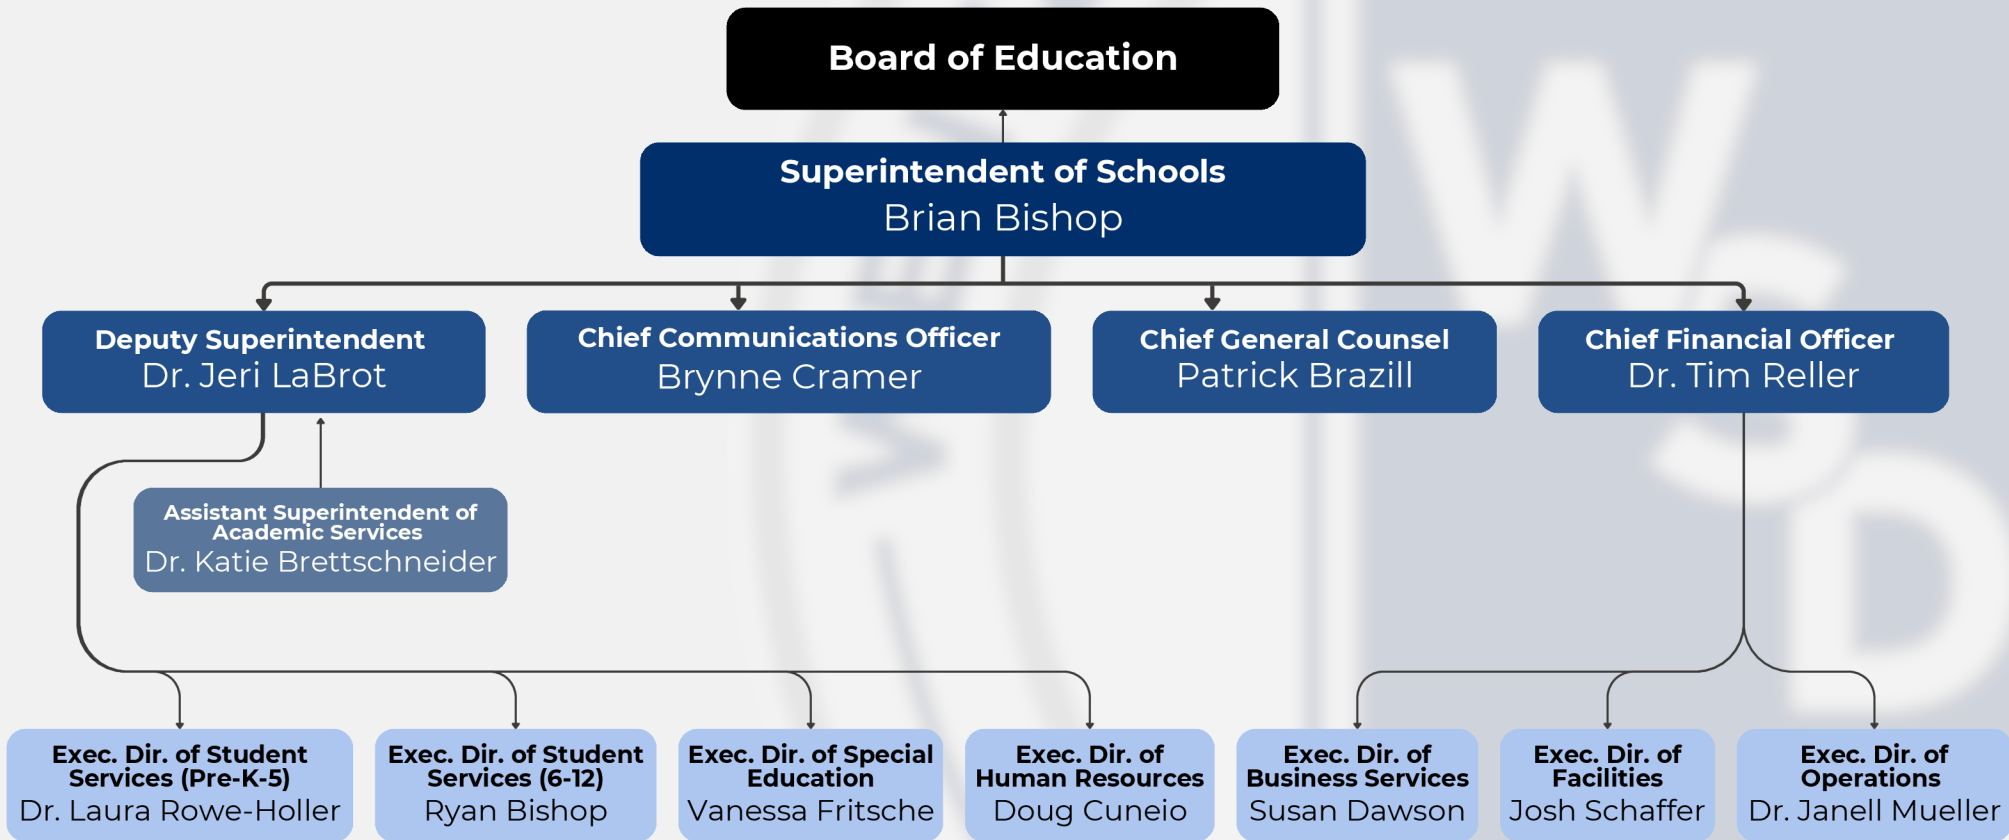 Board of Education
Superintendent of Schools
Brian Bishop
Deputy Superintendent
Dr. Jeri LaBrot
Chief Communications Officer
Brynne Cramer
Chief General Counsel
Patrick Brazill
Chief Financial Officer
Dr. Tim Reller
Assistant Superintendent of
Academic Services
Dr. Katie Brettschneider
Exec. Dir. of Student
Services (Pre-K-5)
Dr. Laura Rowe-Holler
Exec. Dir. of Student
Services (6-12)
Ryan Bishop
Exec. Dir. of Special
Education
Vanessa Fritsche
Exec. Dir. of
Human Resources
Doug Cuneio
Exec. Dir. of
Business Services
Susan Dawson
Exec. Dir. of
Facilities
Josh Schaffer
Exec. Dir. of
Operations
Dr. Janell Mueller
WSD